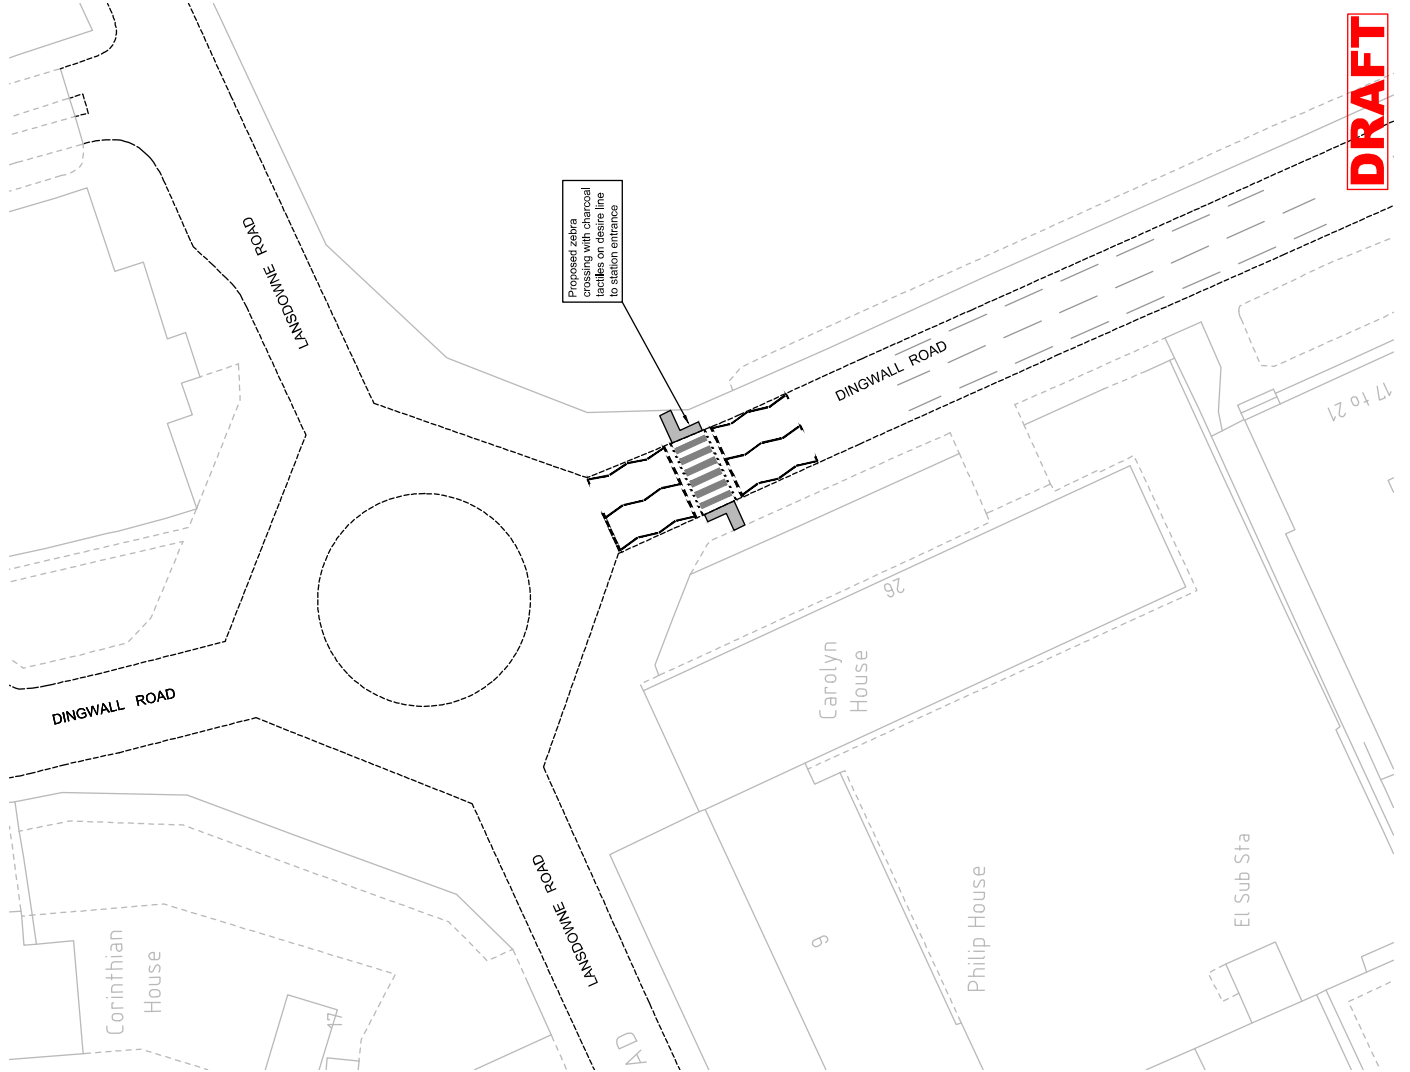 DRAFT
LANSDOWNE ROAD
Proposed zebra
crossing with charcoal
tactiles on desire line
to station entrance
DINGWALL ROAD
17 to 21
26
Carolyn
House
DINGWALL ROAD
LANSDOWNE ROAD
Corinthian
House
17
AD
9
Philip House
El Sub Sta